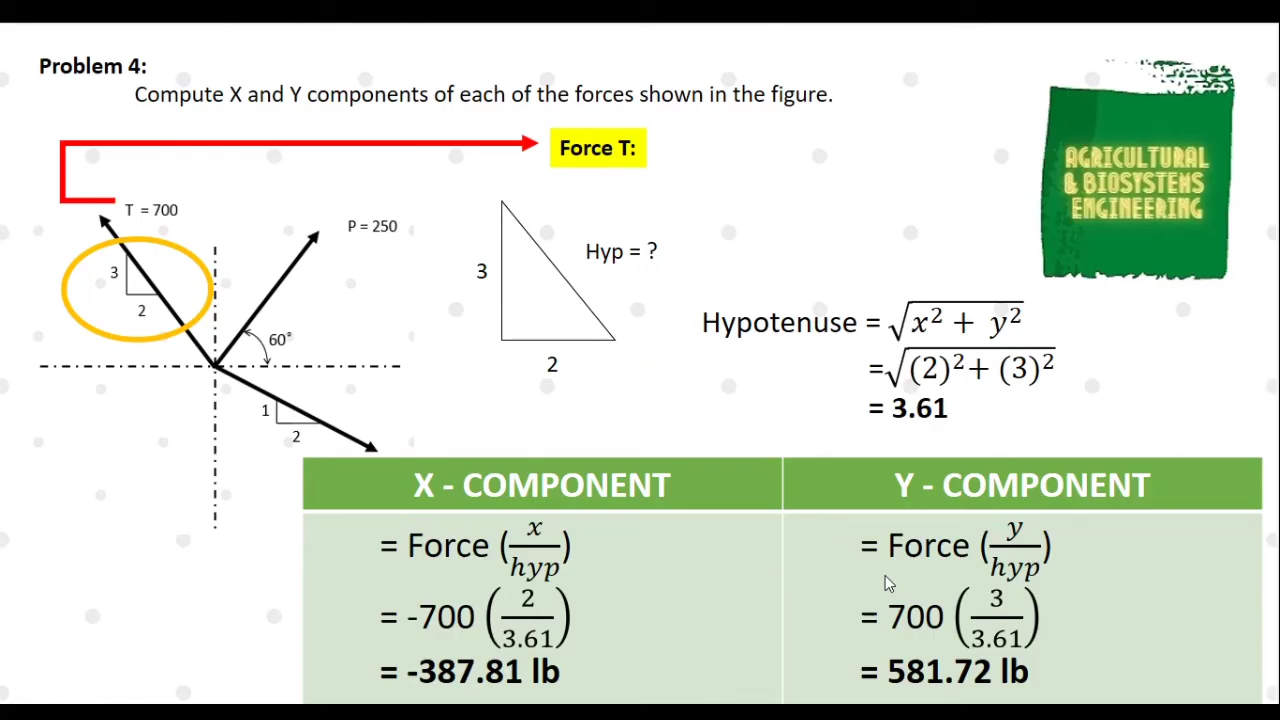 Problem 4:
Compute X and Y components of each of the forces shown in the figure.
Force T:
AGRICULTURAL
& BIOSYSTEMS
ENGINEERING
T = 700
P = 250
3
2
60°
1
2
3
Hyp = ?
2
Hypotenuse = √(x² + y²)
=√((2)²+ (3)²)
= 3.61
X - COMPONENT
Y - COMPONENT
= Force (x/hyp)
= -700 (2/3.61)
= -387.81 lb
= Force (y/hyp)
= 700 (3/3.61)
= 581.72 lb